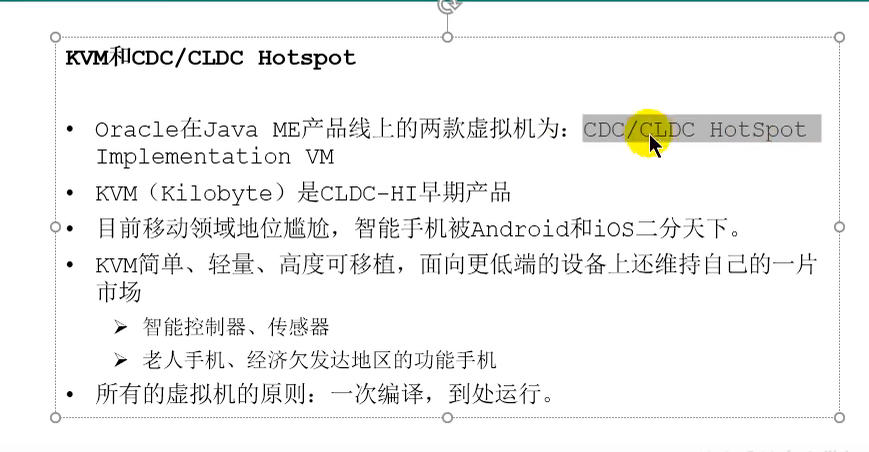 KVM和CDC/CLDC Hotspot
• Oracle在Java ME产品线上的两款虚拟机为：CDC/CLDC HotSpot
Implementation VM
• KVM（Kilobyte）是CLDC-HI早期产品
• 目前移动领域地位尴尬，智能手机被Android和iOS二分天下。
• KVM简单、轻量、高度可移植，面向更低端的设备上还维持自己的一片
市场
➢ 智能控制器、传感器
➢ 老人手机、经济欠发达地区的功能手机
• 所有的虚拟机的原则：一次编译，到处运行。